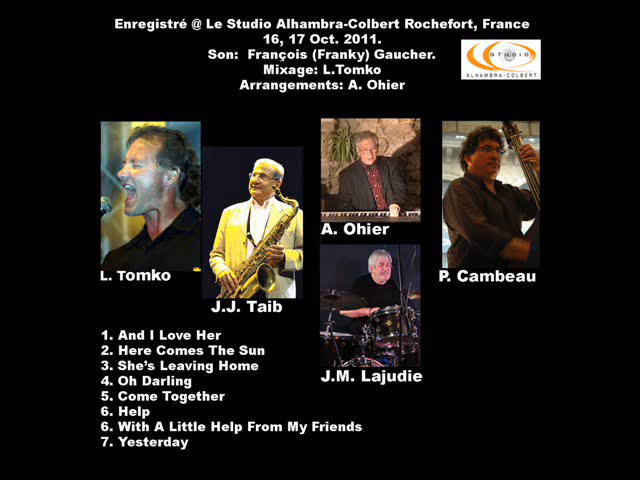 Enregistré @ Le Studio Alhambra-Colbert Rochefort, France
16, 17 Oct. 2011.
Son: François (Franky) Gaucher.
Mixage: L.Tomko
Arrangements: A. Ohier
STUDIO
ALHAMBRA-COLBERT
L. Tomko
J.J. Taib
A. Ohier
P. Cambeau
J.M. Lajudie
1. And I Love Her
2. Here Comes The Sun
3. She's Leaving Home
4. Oh Darling
5. Come Together
6. Help
6. With A Little Help From My Friends
7. Yesterday